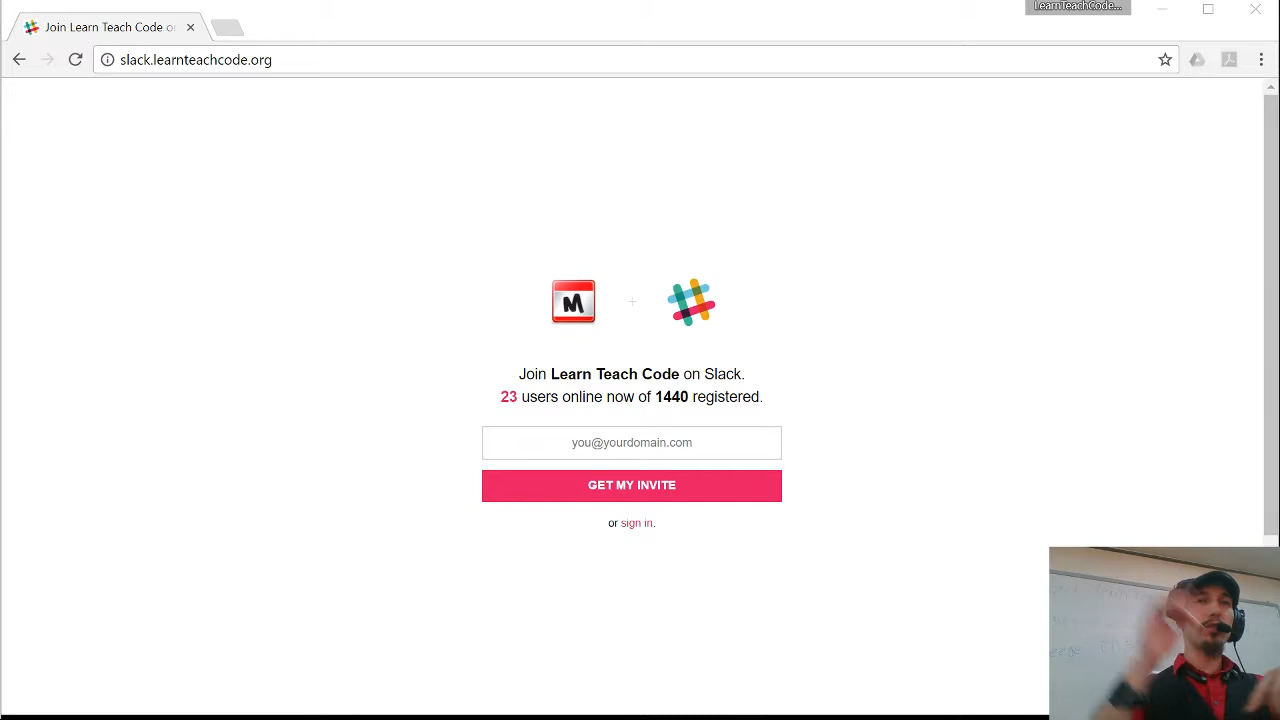 LearnTeachCode...
Join Learn Teach Code o
slack.learnteachcode.org
M
Join Learn Teach Code on Slack.
23 users online now of 1440 registered.
you@yourdomain.com
GET MY INVITE
or sign in.